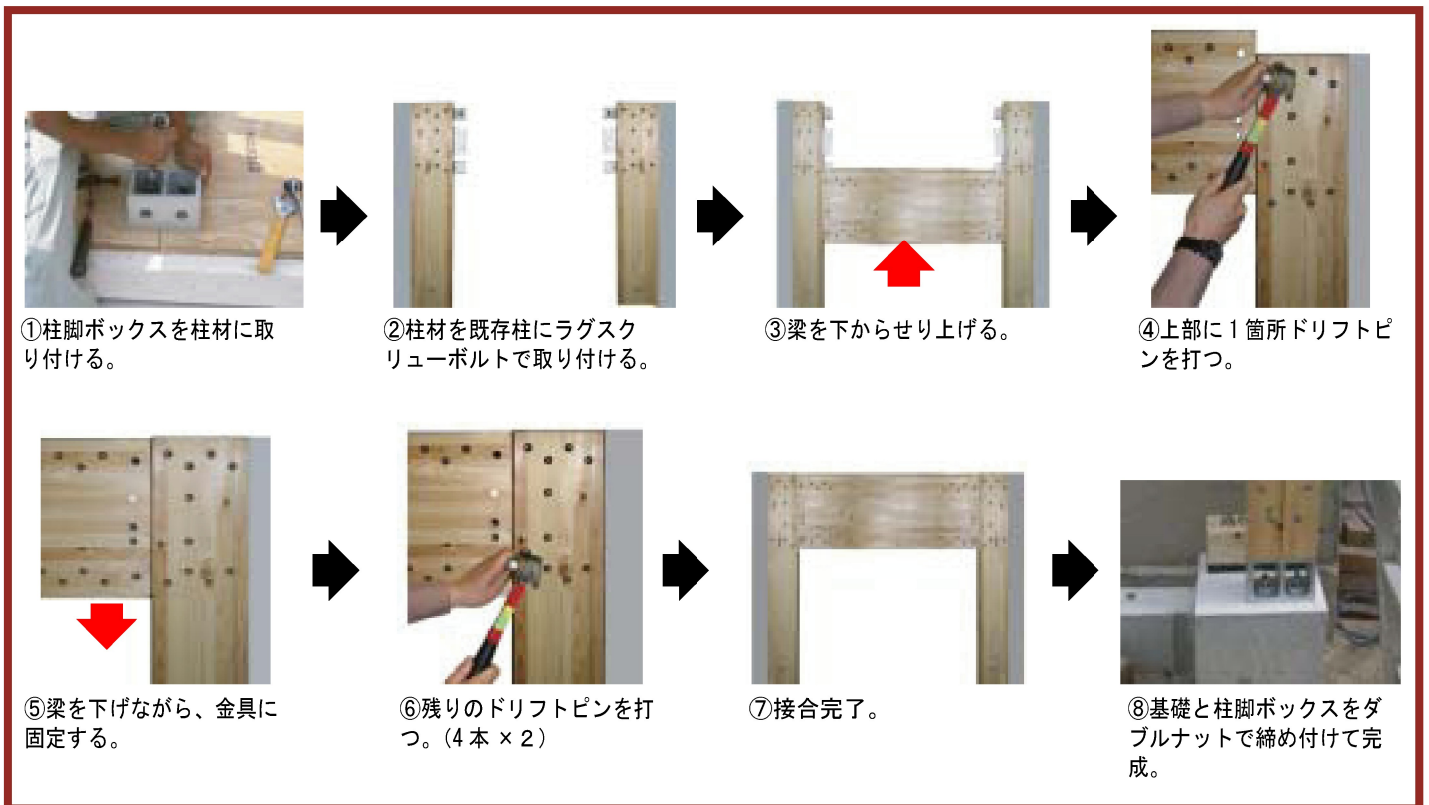 ①柱脚ボックスを柱材に取
り付ける。
②柱材を既存柱にラグスク
リューボルトで取り付ける。
③梁を下からせり上げる。
④上部に1箇所ドリフトピ
ンを打つ。
⑤梁を下げながら、金具に
固定する。
⑥残りのドリフトピンを打
つ。(4本×2)
⑦接合完了。
⑧基礎と柱脚ボックスをダ
ブルナットで締め付けて完
成。